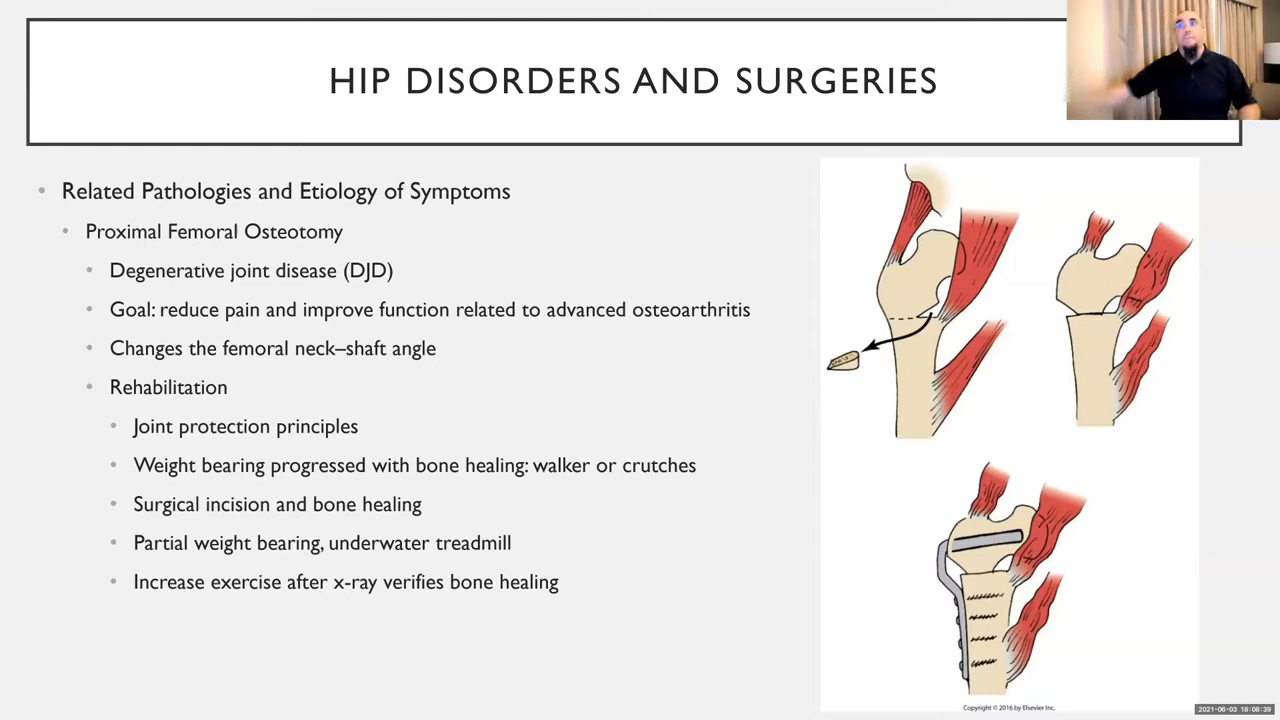 HIP DISORDERS AND SURGERIES
• Related Pathologies and Etiology of Symptoms
• Proximal Femoral Osteotomy
• Degenerative joint disease (DJD)
• Goal: reduce pain and improve function related to advanced osteoarthritis
• Changes the femoral neck–shaft angle
• Rehabilitation
• Joint protection principles
• Weight bearing progressed with bone healing: walker or crutches
• Surgical incision and bone healing
• Partial weight bearing, underwater treadmill
• Increase exercise after x-ray verifies bone healing
Copyright © 2016 by Elsevier Inc.
2021-06-03 18:08:39